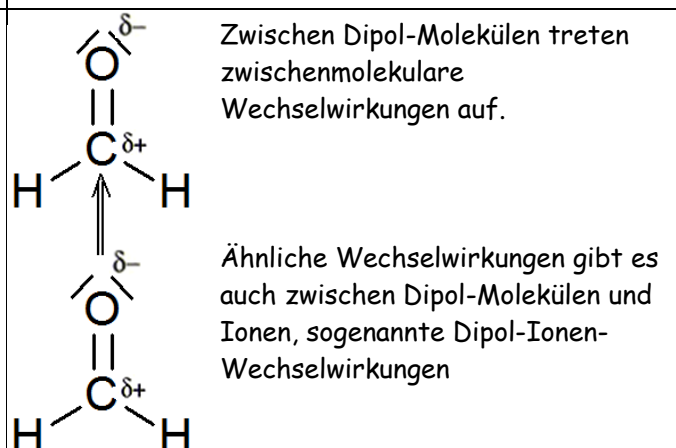 δ–
O
C δ+
H H
Zwischen Dipol-Molekülen treten
zwischenmolekulare
Wechselwirkungen auf.
δ–
O
C δ+
H H
Ähnliche Wechselwirkungen gibt es
auch zwischen Dipol-Molekülen und
Ionen, sogenannte Dipol-Ionen-
Wechselwirkungen